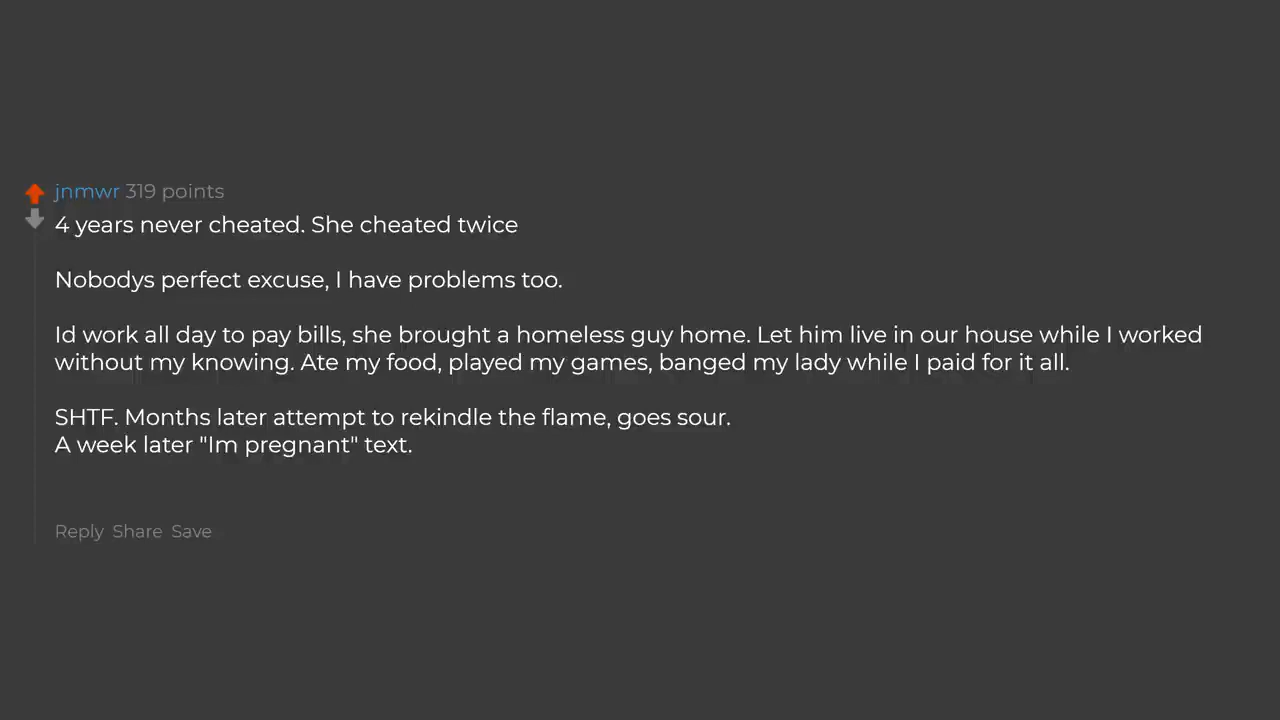 jnmwr 319 points
4 years never cheated. She cheated twice
Nobodys perfect excuse, I have problems too.
Id work all day to pay bills, she brought a homeless guy home. Let him live in our house while I worked
without my knowing. Ate my food, played my games, banged my lady while I paid for it all.
SHTF. Months later attempt to rekindle the flame, goes sour.
A week later "Im pregnant" text.
Reply Share Save